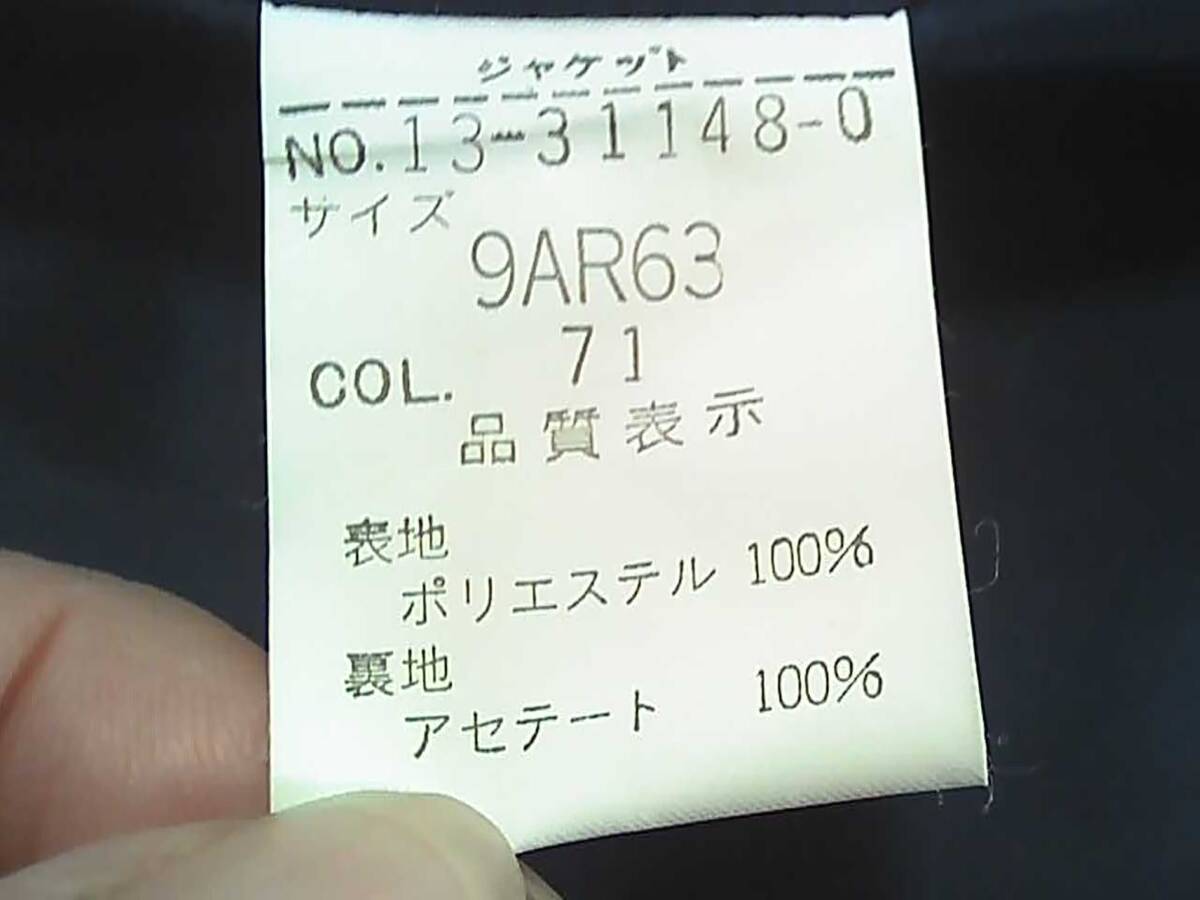 ジャケット
NO.13-31148-0
サイズ
9AR63
COL. 71
品質表示
表地
ポリエステル 100%
裏地
アセテート 100%